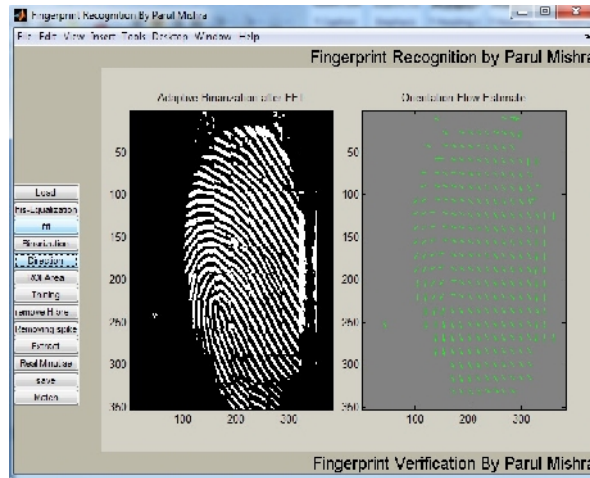 Fingerprint Recognition By Parul Mishra
File Edit View Insert Tools Desktop Window Help
Fingerprint Recognition by Parul Mishra
Adaptive Binarization after FFT
Orientation Flow Estimate
50
100
150
200
250
300
350
100 200 300
50
100
150
200
250
300
350
100 200 300
Load
his-Equalization
fft
Binarization
Direction
ROI Area
Thining
remove H bre
Removing spike
Extract
Real Minutiae
save
Match
Fingerprint Verification By Parul Mishra